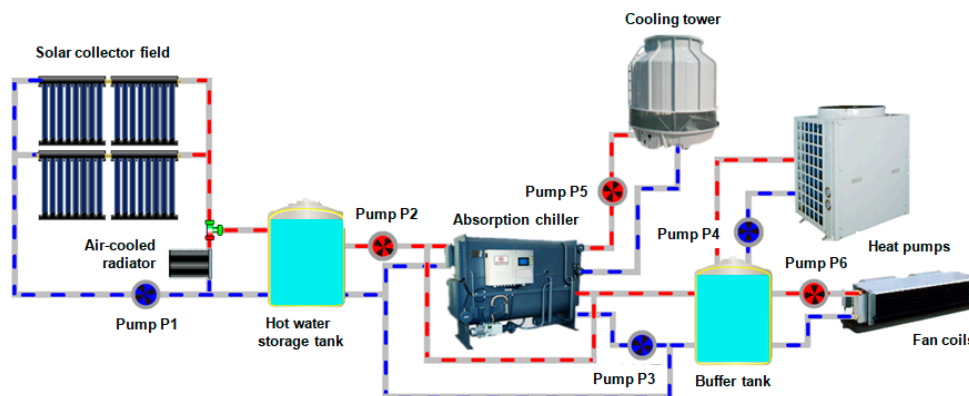 Cooling tower
Solar collector field
Pump P5
Pump P2
Absorption chiller
Air-cooled
radiator
Pump P4
Heat pumps
Pump P6
Pump P1
Hot water
storage tank
Pump P3
Buffer tank
Fan coils